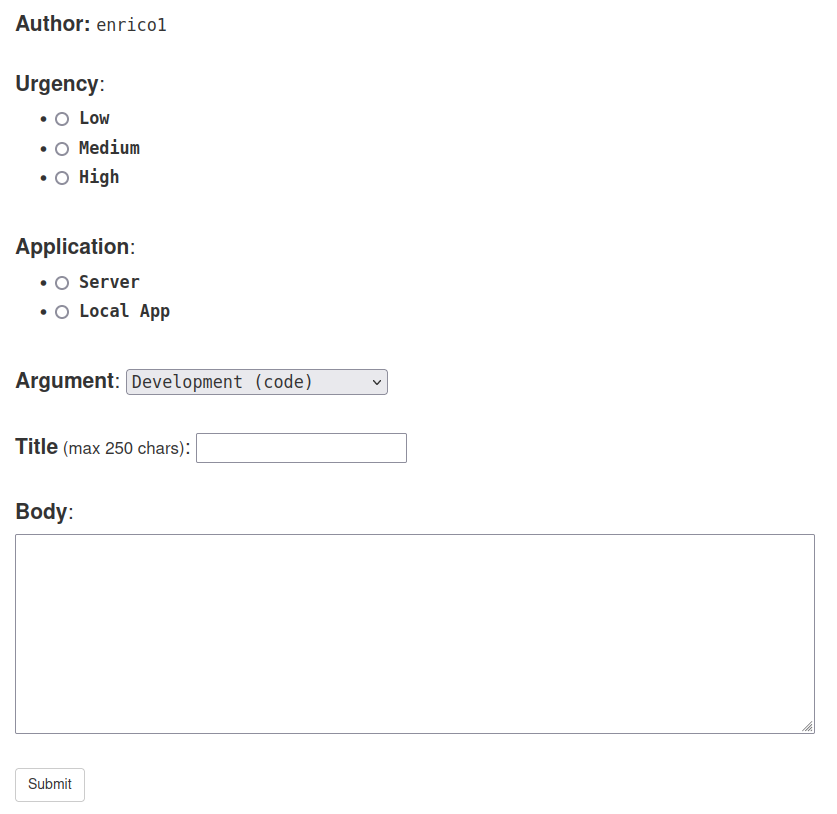 Author: enrico1
Urgency:
Low
Medium
High
Application:
Server
Local App
Argument: Development (code)
Title (max 250 chars):
Body:
Submit